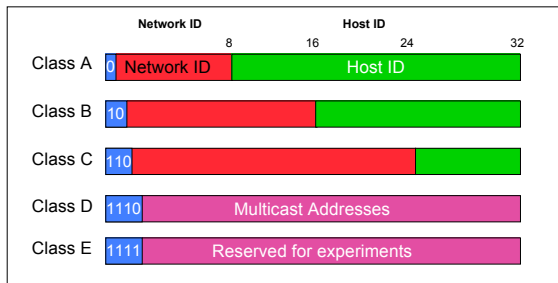 Network ID Host ID
8 16 24 32
Class A 0 Network ID Host ID
Class B 10
Class C 110
Class D 1110 Multicast Addresses
Class E 1111 Reserved for experiments